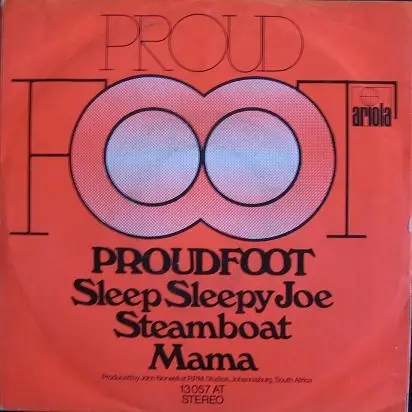 PROUD
FOOT
ariola
PROUDFOOT
Sleep Sleepy Joe
Steamboat
Mama
Produced by John Norwell at R.P.M. Studios, Johannesburg, South Africa
13 057 AT
STEREO